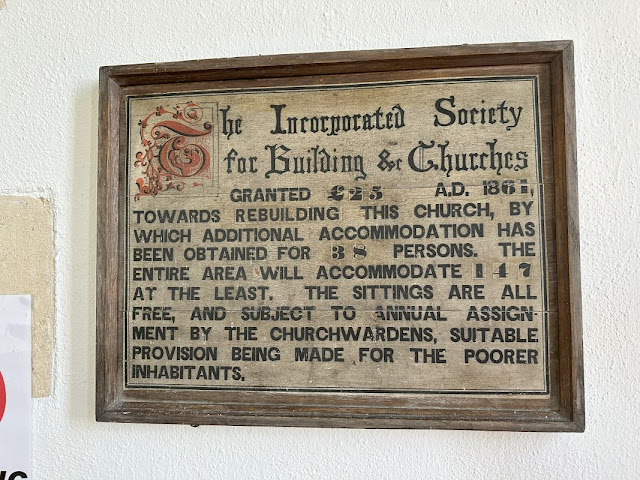 The Incorporated Society
for Building &c Churches
GRANTED £25 A.D. 1861,
TOWARDS REBUILDING THIS CHURCH, BY
WHICH ADDITIONAL ACCOMMODATION HAS
BEEN OBTAINED FOR 38 PERSONS. THE
ENTIRE AREA WILL ACCOMMODATE 147
AT THE LEAST. THE SITTINGS ARE ALL
FREE, AND SUBJECT TO ANNUAL ASSIGN-
MENT BY THE CHURCHWARDENS, SUITABLE
PROVISION BEING MADE FOR THE POORER
INHABITANTS.